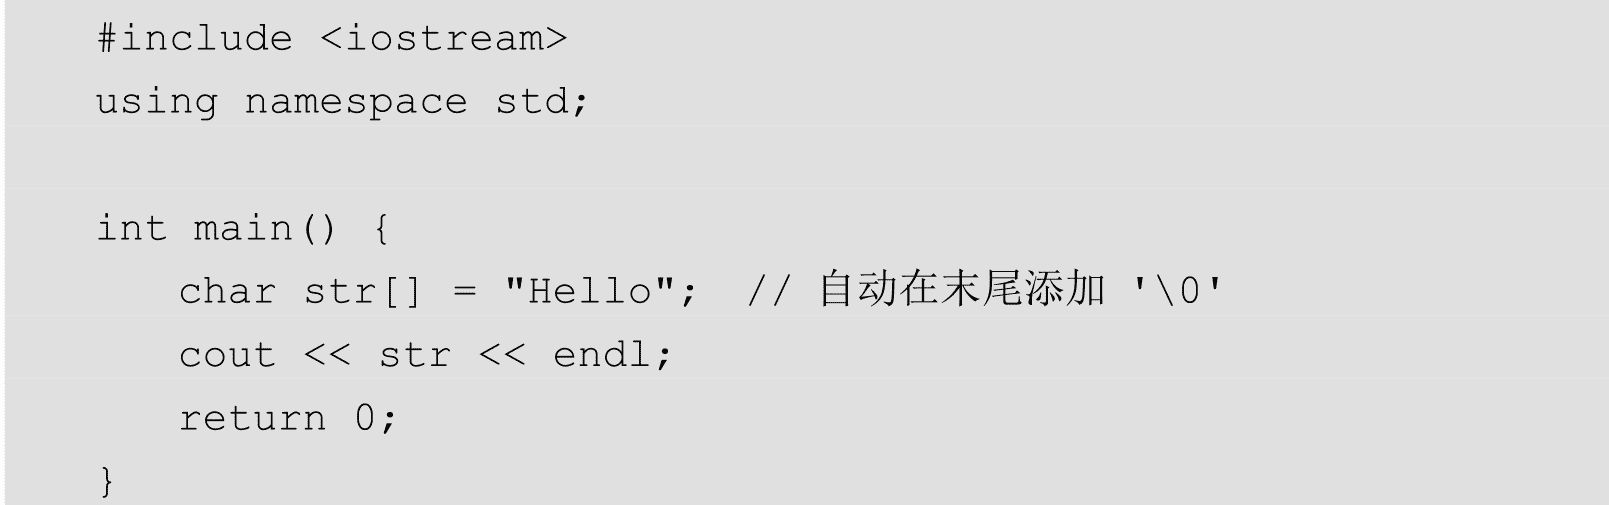 #include <iostream>
using namespace std;
int main() {
char str[] = "Hello";  // 自动在末尾添加 '\0'
cout << str << endl;
return 0;
}